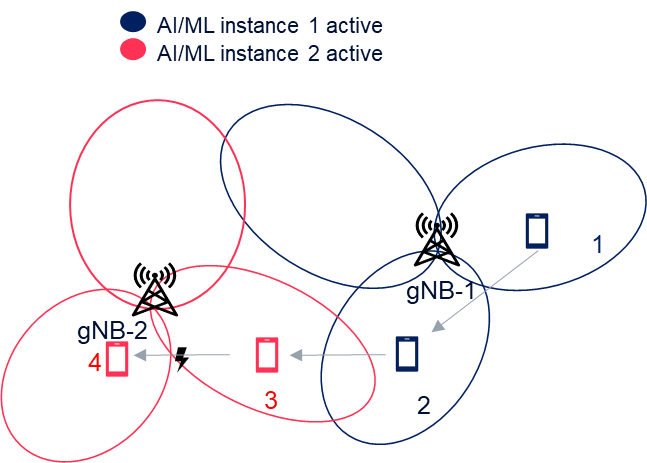 AI/ML instance 1 active
AI/ML instance 2 active
1
gNB-1
gNB-2
4
3
2